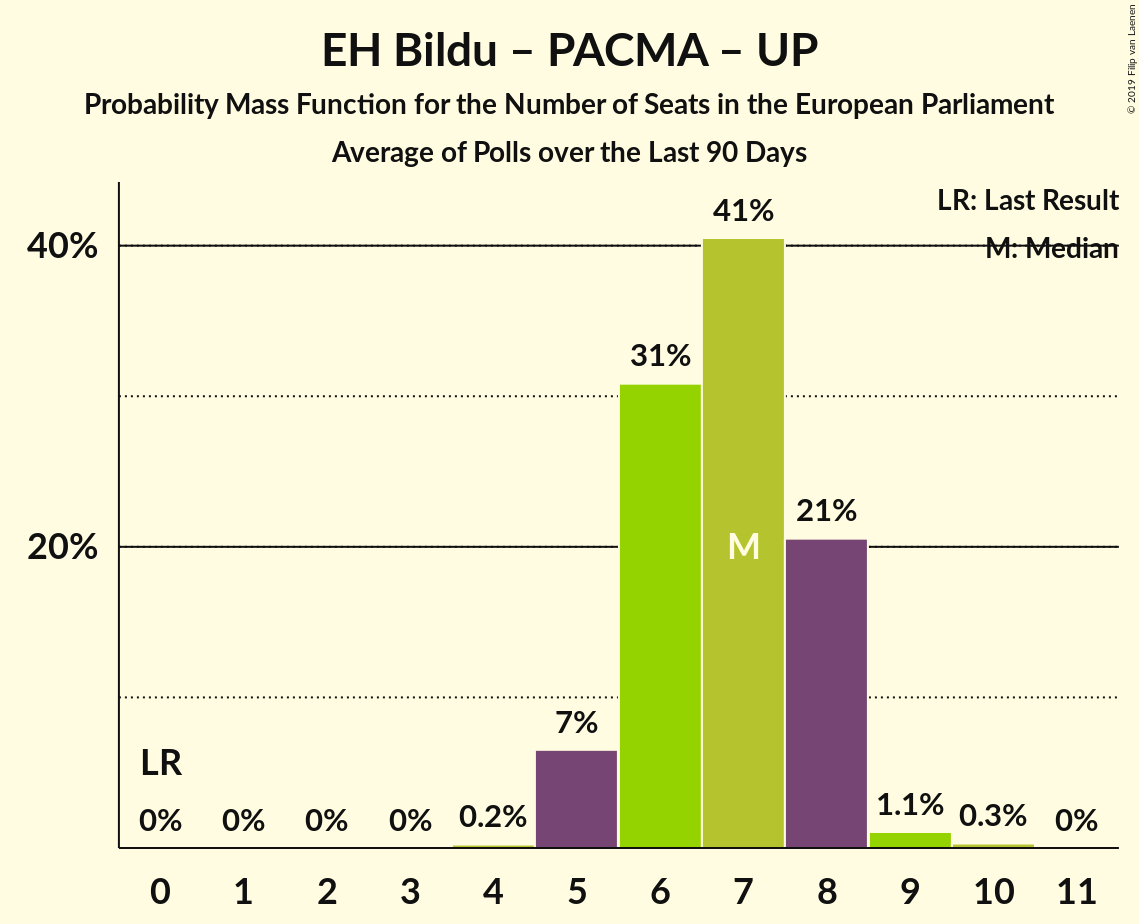 EH Bildu – PACMA – UP
Probability Mass Function for the Number of Seats in the European Parliament
Average of Polls over the Last 90 Days
© 2019 Filip van Laenen
LR: Last Result
M: Median
40%
20%
LR
0%
0%
0%
0%
0.2%
7%
31%
41%
M
21%
1.1%
0.3%
0%
0 1 2 3 4 5 6 7 8 9 10 11